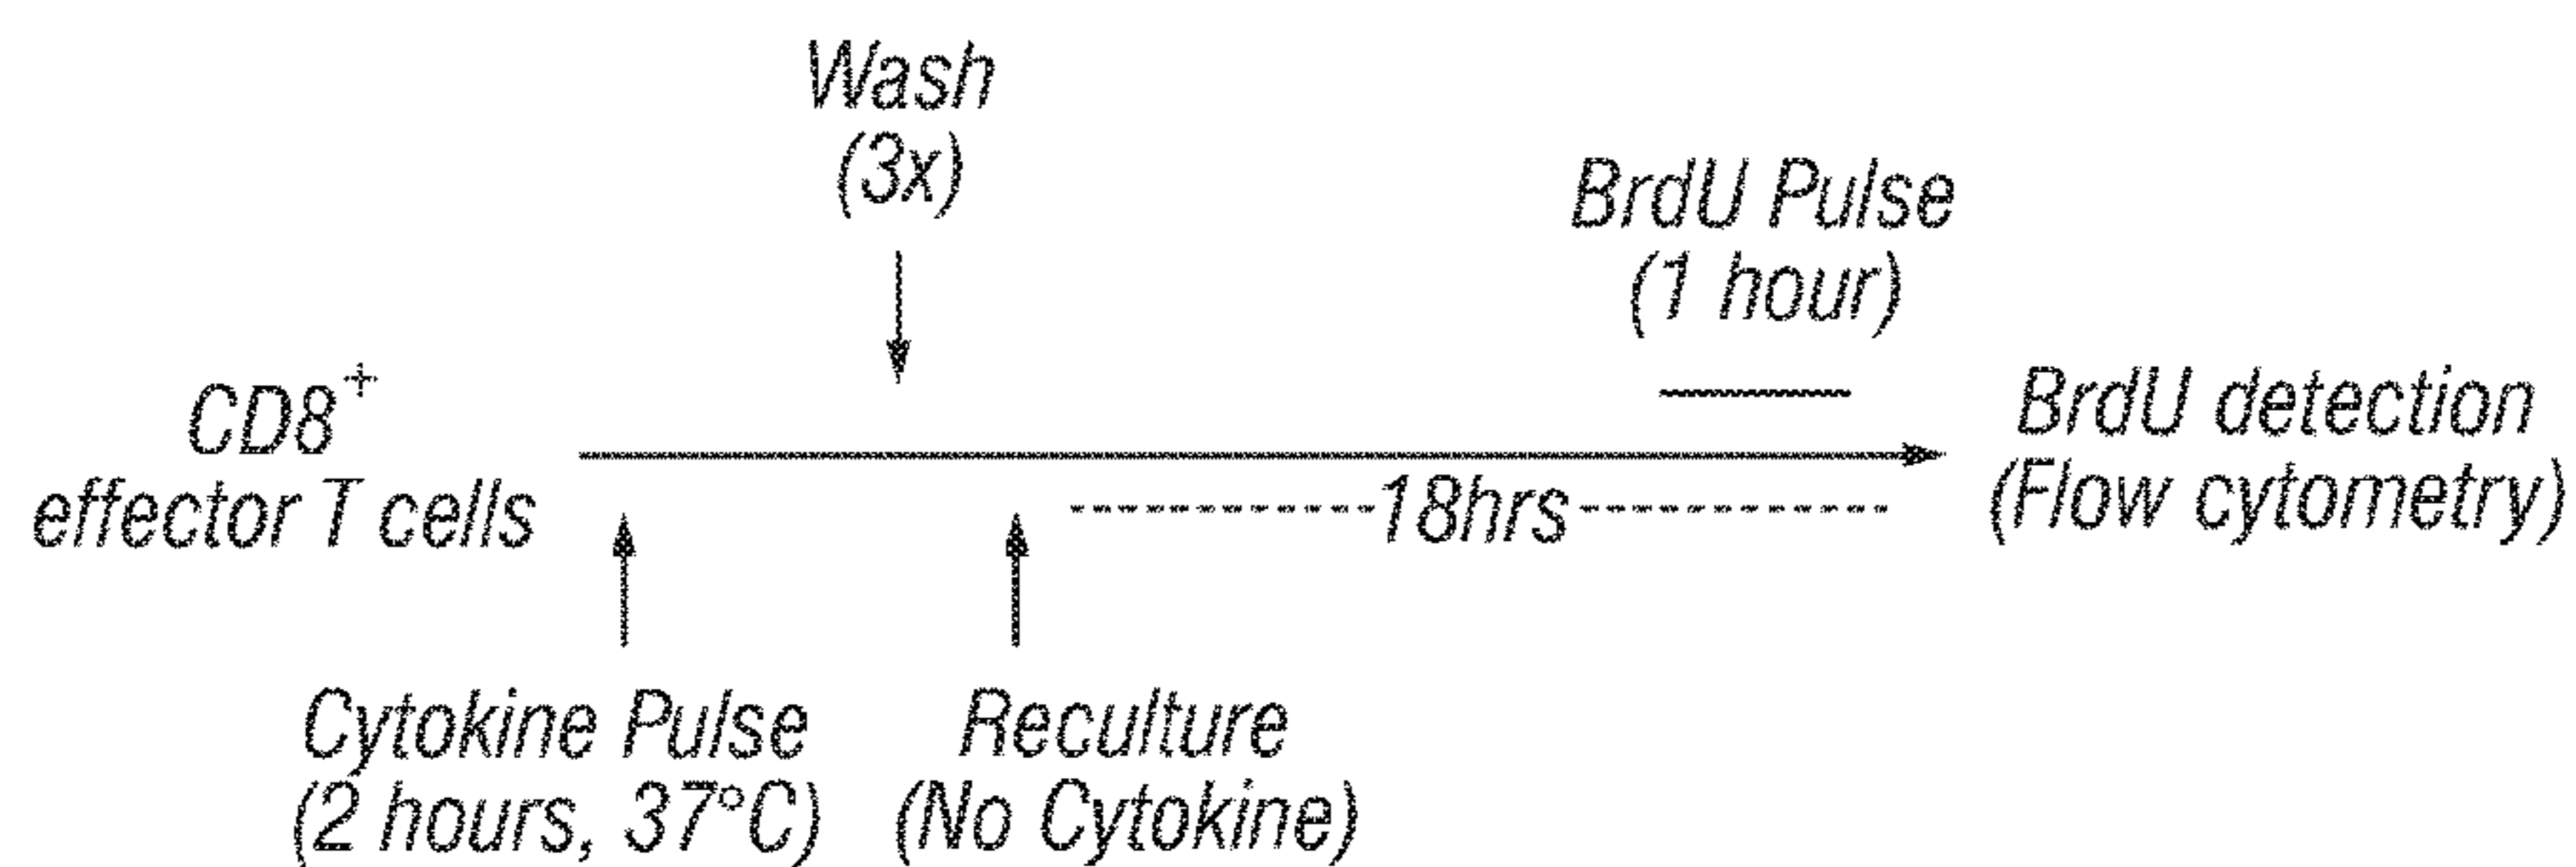 Wash
(3x)
BrdU Pulse
(1 hour)
CD8⁺
effector T cells
18hrs
BrdU detection
(Flow cytometry)
Cytokine Pulse
(2 hours, 37°C)
Reculture
(No Cytokine)